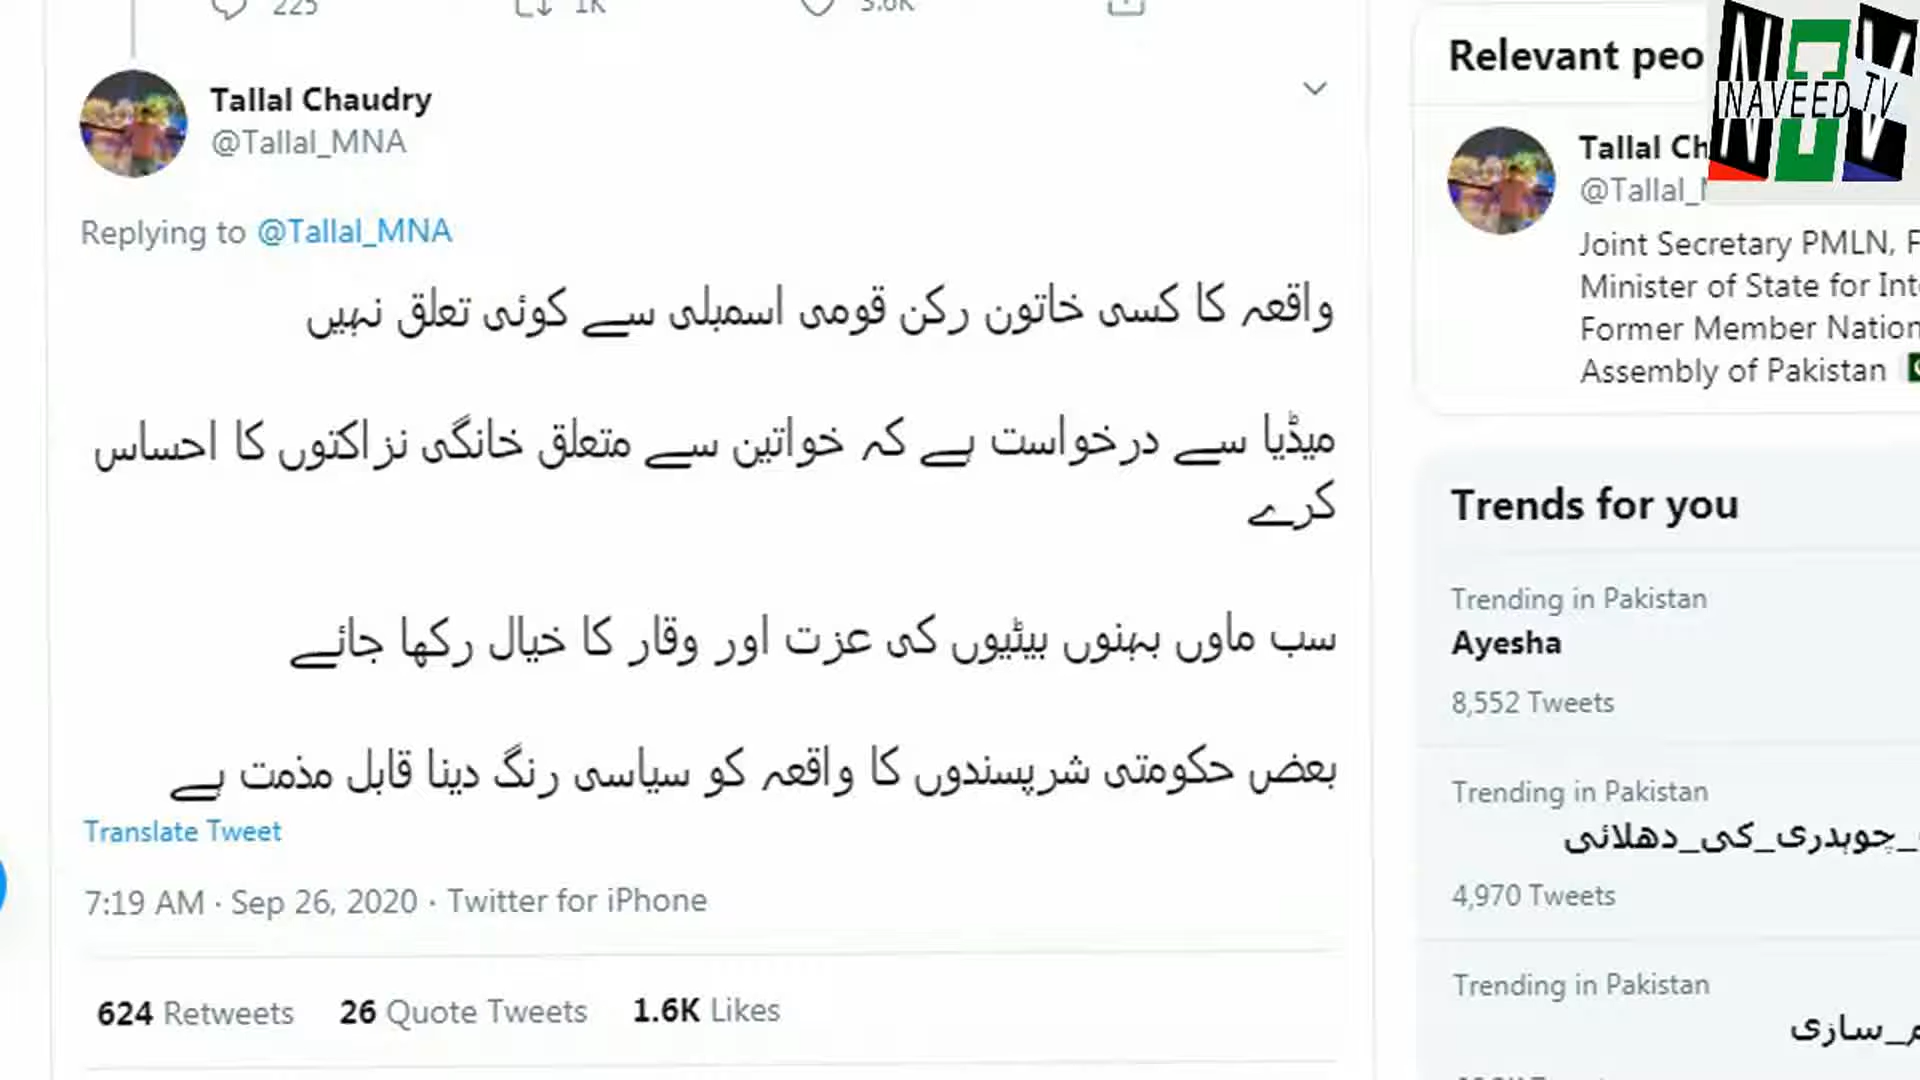 225 1K 3.6K
Tallal Chaudry
@Tallal_MNA
Replying to @Tallal_MNA
واقعہ کا کسی خاتون رکن قومی اسمبلی سے کوئی تعلق نہیں
میڈیا سے درخواست ہے کہ خواتین سے متعلق خانگی نزاکتوں کا احساس
کرے
سب ماوں بہنوں بیٹیوں کی عزت اور وقار کا خیال رکھا جائے
بعض حکومتی شرپسندوں کا واقعہ کو سیاسی رنگ دینا قابل مذمت ہے
Translate Tweet
7:19 AM · Sep 26, 2020 · Twitter for iPhone
624 Retweets 26 Quote Tweets 1.6K Likes
Relevant peo
NAVEED TV
Tallal Ch
@Tallal_
Joint Secretary PMLN, F
Minister of State for Int
Former Member Nation
Assembly of Pakistan
Trends for you
Trending in Pakistan
Ayesha
8,552 Tweets
Trending in Pakistan
_چوہدری_کی_دھلائی
4,970 Tweets
Trending in Pakistan
م_سازی